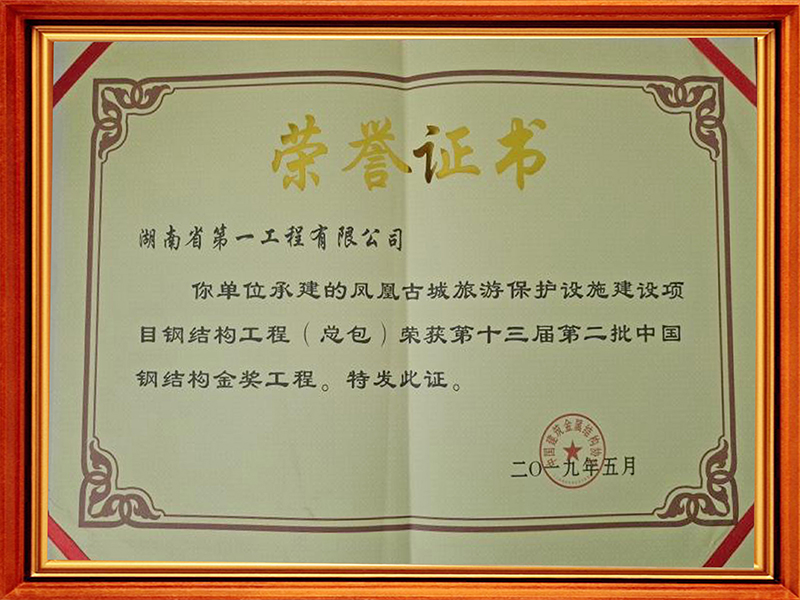 荣誉证书
湖南省第一工程有限公司
你单位承建的凤凰古城旅游保护设施建设项
目钢结构工程（总包）荣获第十三届第二批中国
钢结构金奖工程。特发此证。
中国建筑金属结构协会
二〇一九年五月